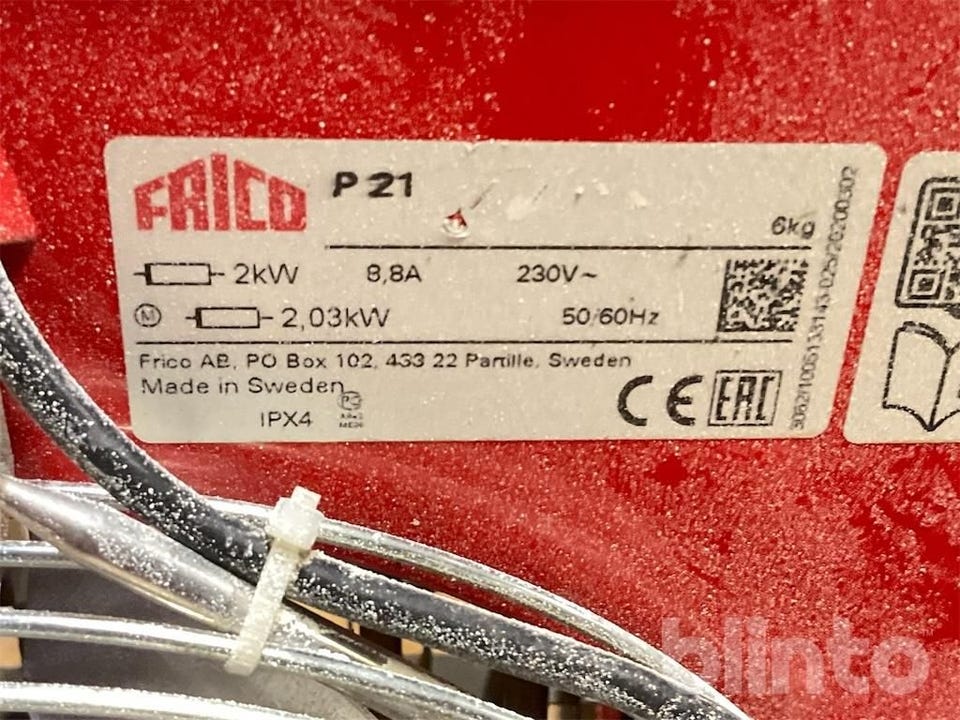 FRICO P 21
6kg
2kW 8,8A 230V~
M 2,03kW 50/60Hz
Frico AB, PO Box 102, 433 22 Partille, Sweden
Made in Sweden
IPX4
CE EAC
blinto